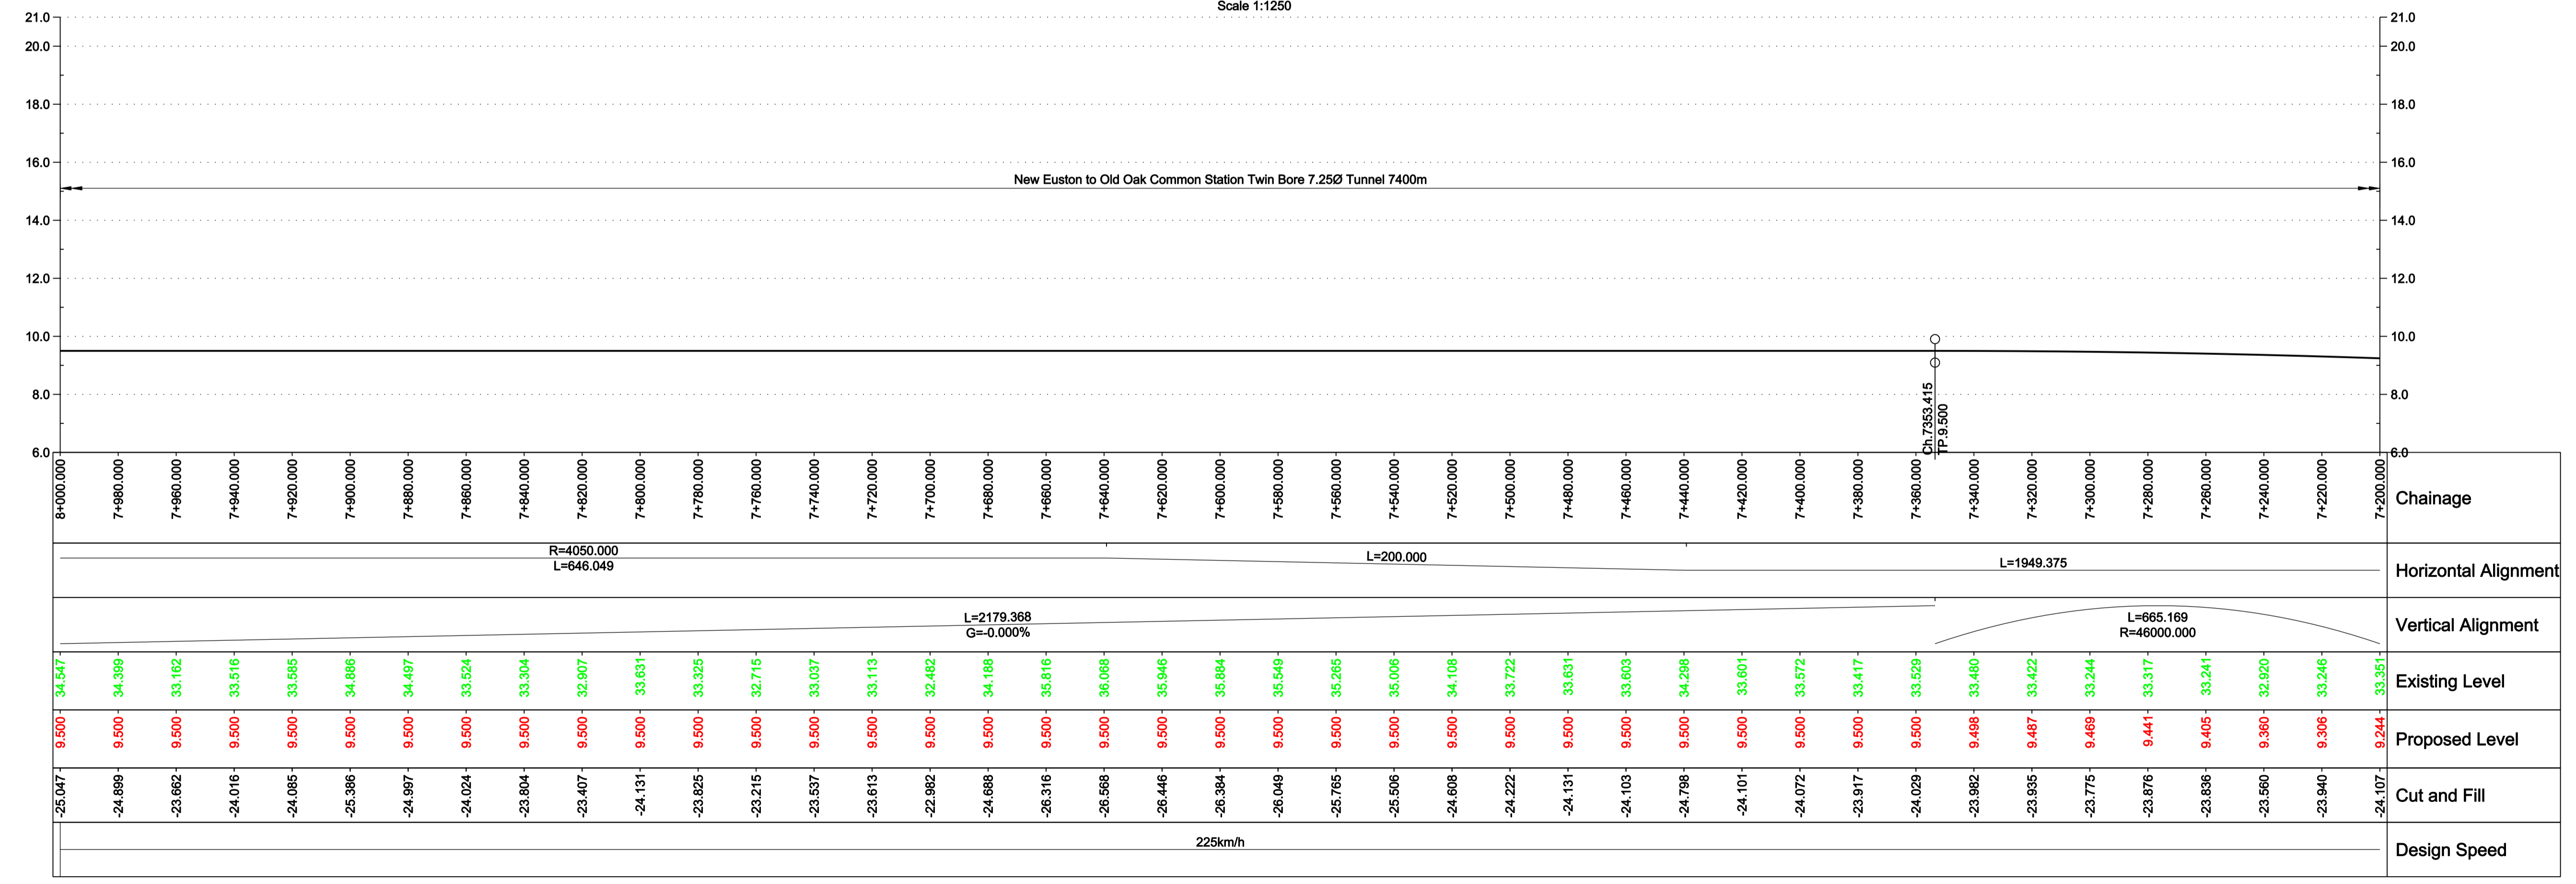 Scale 1:1250
21.0 21.0
20.0 20.0
18.0 18.0
16.0 16.0
New Euston to Old Oak Common Station Twin Bore 7.25Ø Tunnel 7400m
14.0 14.0
12.0 12.0
10.0 10.0
8.0 8.0
Ch.7353.415
TP.9.500
6.0 6.0
8+000.000 7+980.000 7+960.000 7+940.000 7+920.000 7+900.000 7+880.000 7+860.000 7+840.000 7+820.000 7+800.000 7+780.000 7+760.000 7+740.000 7+720.000 7+700.000 7+680.000 7+660.000 7+640.000 7+620.000 7+600.000 7+580.000 7+560.000 7+540.000 7+520.000 7+500.000 7+480.000 7+460.000 7+440.000 7+420.000 7+400.000 7+380.000 7+360.000 7+340.000 7+320.000 7+300.000 7+280.000 7+260.000 7+240.000 7+220.000 7+200.000 Chainage
R=4050.000
L=646.049
L=200.000
L=1949.375
Horizontal Alignment
L=2179.368
G=-0.000%
L=665.169
R=46000.000
Vertical Alignment
34.547 34.399 33.162 33.516 33.585 34.886 34.497 33.524 33.304 32.907 33.631 33.325 32.715 33.037 33.113 32.482 34.188 35.816 36.068 35.946 35.884 35.549 35.265 35.006 34.108 33.722 33.631 33.603 34.298 33.601 33.572 33.417 33.529 33.480 33.422 33.244 33.317 33.241 32.920 33.246 33.351 Existing Level
9.500 9.500 9.500 9.500 9.500 9.500 9.500 9.500 9.500 9.500 9.500 9.500 9.500 9.500 9.500 9.500 9.500 9.500 9.500 9.500 9.500 9.500 9.500 9.500 9.500 9.500 9.500 9.500 9.500 9.500 9.500 9.500 9.500 9.498 9.487 9.469 9.441 9.405 9.360 9.306 9.244 Proposed Level
-25.047 -24.899 -23.662 -24.016 -24.085 -25.386 -24.997 -24.024 -23.804 -23.407 -24.131 -23.825 -23.215 -23.537 -23.613 -22.982 -24.688 -26.316 -26.568 -26.446 -26.384 -26.049 -25.765 -25.506 -24.608 -24.222 -24.131 -24.103 -24.798 -24.101 -24.072 -23.917 -24.029 -23.982 -23.935 -23.775 -23.876 -23.836 -23.560 -23.940 -24.107 Cut and Fill
225km/h Design Speed